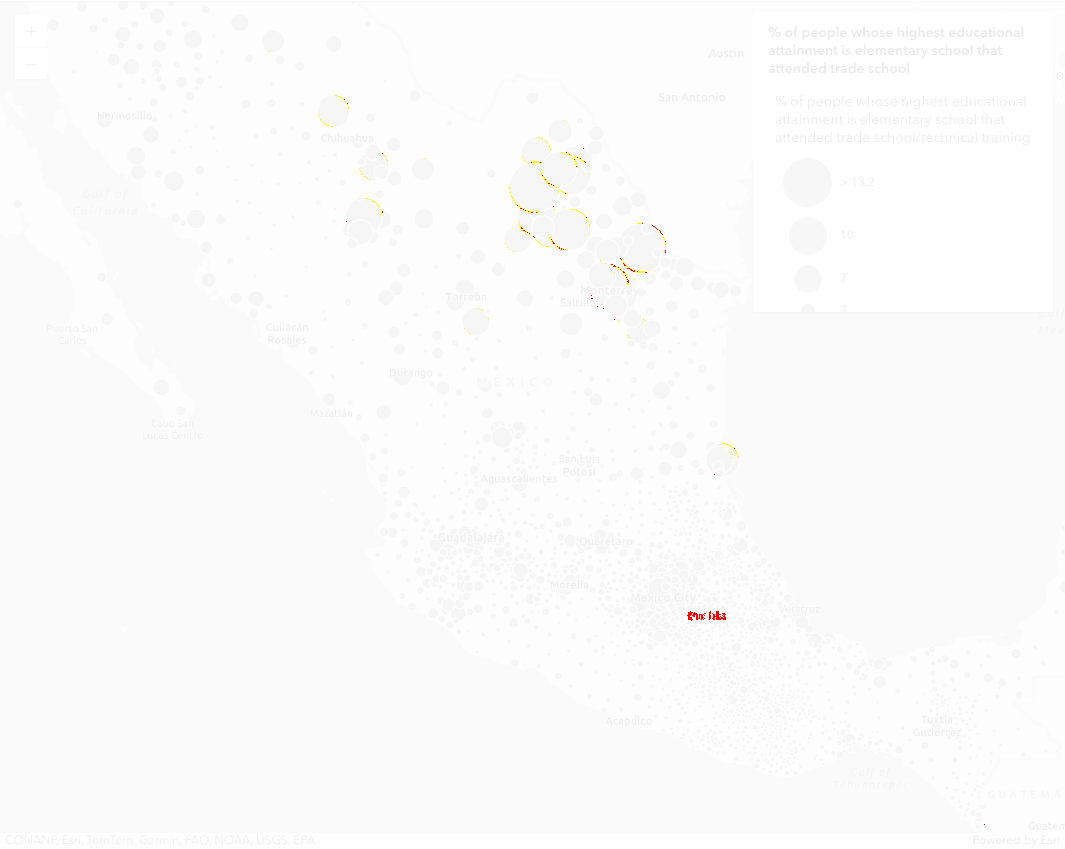 +
−
% of people whose highest educational
attainment is elementary school that
attended trade school
% of people whose highest educational
attainment is elementary school that
attended trade school/technical training
> 13.2
10
7
3
Austin
San Antonio
Hermosillo
Chihuahua
Gulf of
California
Monterrey
Torreón
Saltillo
Puerto San
Carlos
Culiacán
Rosales
Durango
MÉXICO
Mazatlán
Cabo San
Lucas Centro
San Luis
Potosí
Aguascalientes
Guadalajara
Querétaro
Morelia
Mexico City
Veracruz
Acapulco
Tuxtla
Gutiérrez
Gulf of
Tehuantepec
GUATEMA
Guaten
CONANP, Esri, TomTom, Garmin, FAO, NOAA, USGS, EPA
Powered by Esri